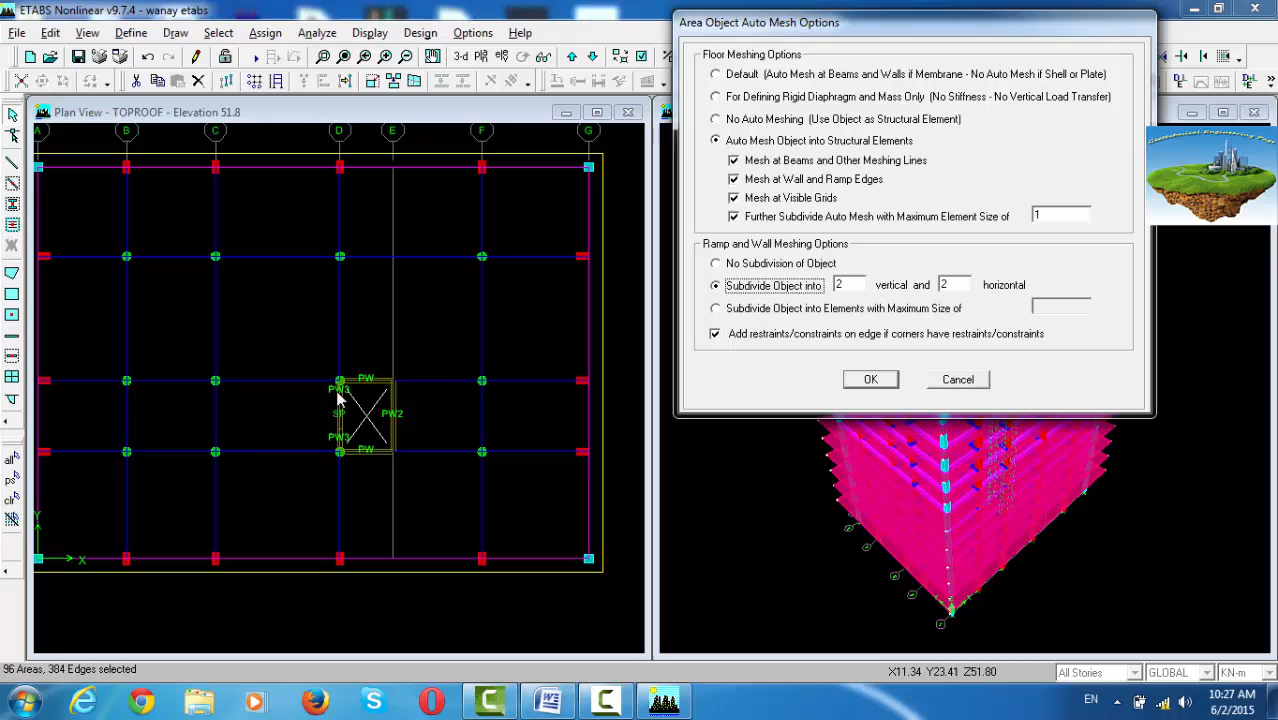 ETABS Nonlinear v9.7.4 - wanay etabs
File Edit View Define Draw Select Assign Analyze Display Design Options Help
3-d
Plan View - TOPROOF - Elevation 51.8
A B C D E F G
PW
PW3
SP PW2
PW3
PW
Y
X
all
ps
clr
Area Object Auto Mesh Options
Floor Meshing Options
Default (Auto Mesh at Beams and Walls if Membrane - No Auto Mesh if Shell or Plate)
For Defining Rigid Diaphragm and Mass Only (No Stiffness - No Vertical Load Transfer)
No Auto Meshing (Use Object as Structural Element)
Auto Mesh Object into Structural Elements
Mesh at Beams and Other Meshing Lines
Mesh at Wall and Ramp Edges
Mesh at Visible Grids
Further Subdivide Auto Mesh with Maximum Element Size of 1
Ramp and Wall Meshing Options
No Subdivision of Object
Subdivide Object into 2 vertical and 2 horizontal
Subdivide Object into Elements with Maximum Size of
Add restraints/constraints on edge if corners have restraints/constraints
OK Cancel
96 Areas, 384 Edges selected
X11.34 Y23.41 Z51.80
All Stories GLOBAL KN-m
EN
10:27 AM
6/2/2015